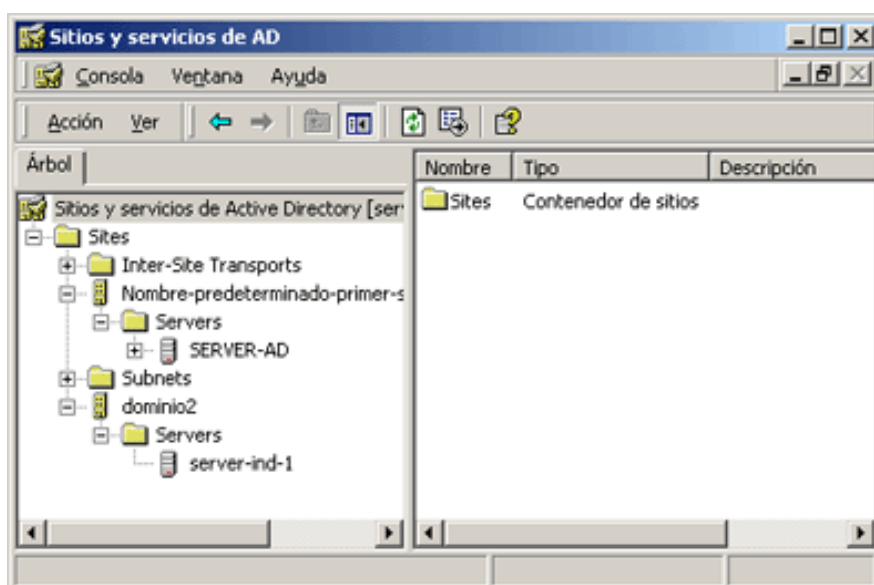 Sitios y servicios de AD
Consola Ventana Ayuda
Acción Ver
Árbol
Nombre Tipo Descripción
Sitios y servicios de Active Directory [ser
Sites Contenedor de sitios
Sites
Inter-Site Transports
Nombre-predeterminado-primer-s
Servers
SERVER-AD
Subnets
dominio2
Servers
server-ind-1